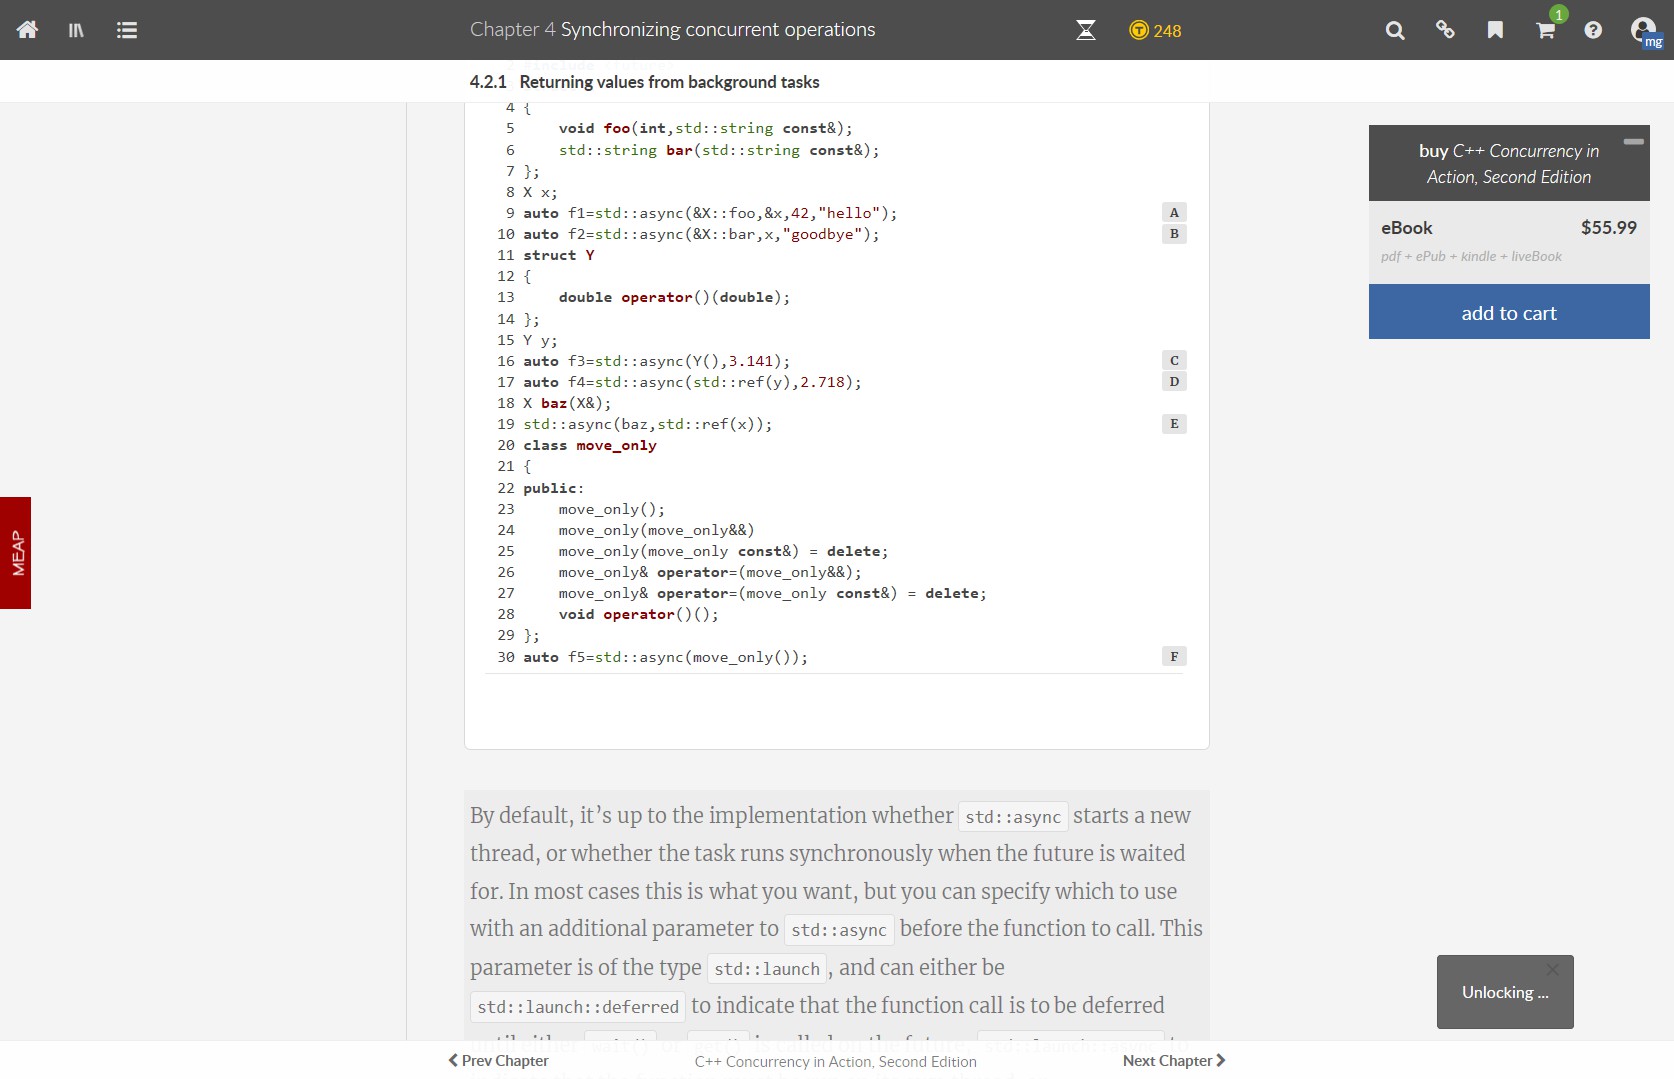 Chapter 4 Synchronizing concurrent operations
248
1
mg
4.2.1 Returning values from background tasks
4 {
5 void foo(int,std::string const&);
6 std::string bar(std::string const&);
7 };
8 X x;
9 auto f1=std::async(&X::foo,&x,42,"hello"); A
10 auto f2=std::async(&X::bar,x,"goodbye"); B
11 struct Y
12 {
13 double operator()(double);
14 };
15 Y y;
16 auto f3=std::async(Y(),3.141); C
17 auto f4=std::async(std::ref(y),2.718); D
18 X baz(X&);
19 std::async(baz,std::ref(x)); E
20 class move_only
21 {
22 public:
23 move_only();
24 move_only(move_only&&)
25 move_only(move_only const&) = delete;
26 move_only& operator=(move_only&&);
27 move_only& operator=(move_only const&) = delete;
28 void operator()();
29 };
30 auto f5=std::async(move_only()); F
By default, it's up to the implementation whether std::async starts a new
thread, or whether the task runs synchronously when the future is waited
for. In most cases this is what you want, but you can specify which to use
with an additional parameter to std::async before the function to call. This
parameter is of the type std::launch, and can either be
std::launch::deferred to indicate that the function call is to be deferred
MEAP
buy C++ Concurrency in
Action, Second Edition
eBook $55.99
pdf + ePub + kindle + liveBook
add to cart
Unlocking ...
Prev Chapter
C++ Concurrency in Action, Second Edition
Next Chapter